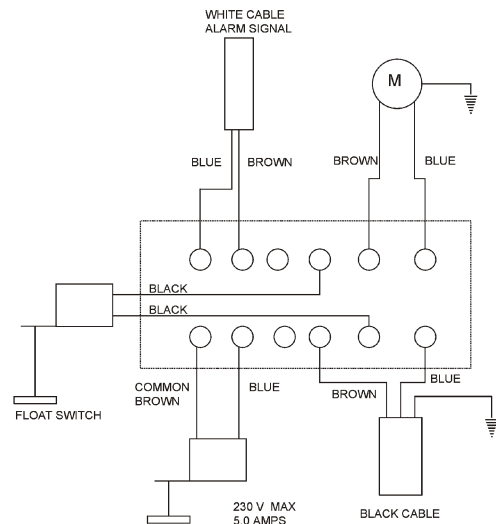 WHITE CABLE
ALARM SIGNAL
M
BLUE
BROWN
BROWN
BLUE
BLACK
BLACK
COMMON
BROWN
BLUE
BROWN
BLUE
FLOAT SWITCH
230 V MAX
5.0 AMPS
BLACK CABLE